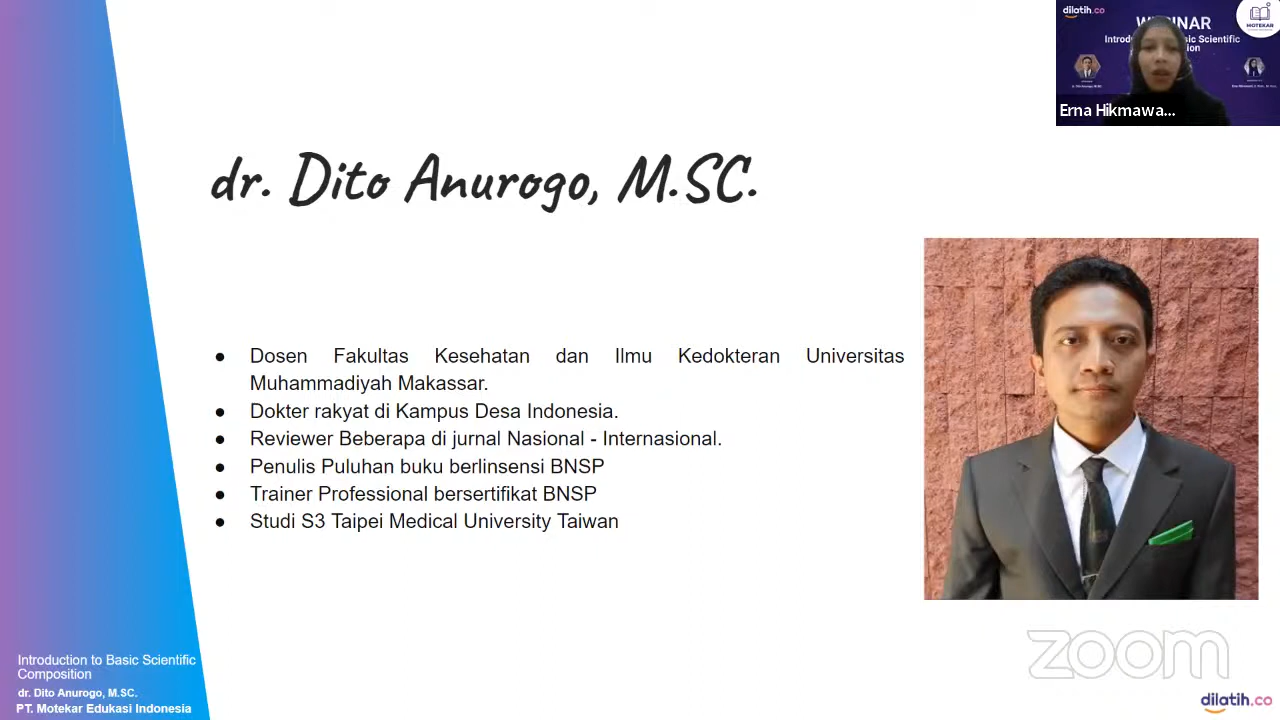 dr. Dito Anurogo, M.SC.
● Dosen Fakultas Kesehatan dan Ilmu Kedokteran Universitas
Muhammadiyah Makassar.
● Dokter rakyat di Kampus Desa Indonesia.
● Reviewer Beberapa di jurnal Nasional - Internasional.
● Penulis Puluhan buku berlinsensi BNSP
● Trainer Professional bersertifikat BNSP
● Studi S3 Taipei Medical University Taiwan
Introduction to Basic Scientific
Composition
dr. Dito Anurogo, M.SC.
PT. Motekar Edukasi Indonesia
dilatih.co
MOTEKAR
Basic Scientific
Erna Hikmawa...
zoom
dilatih.co